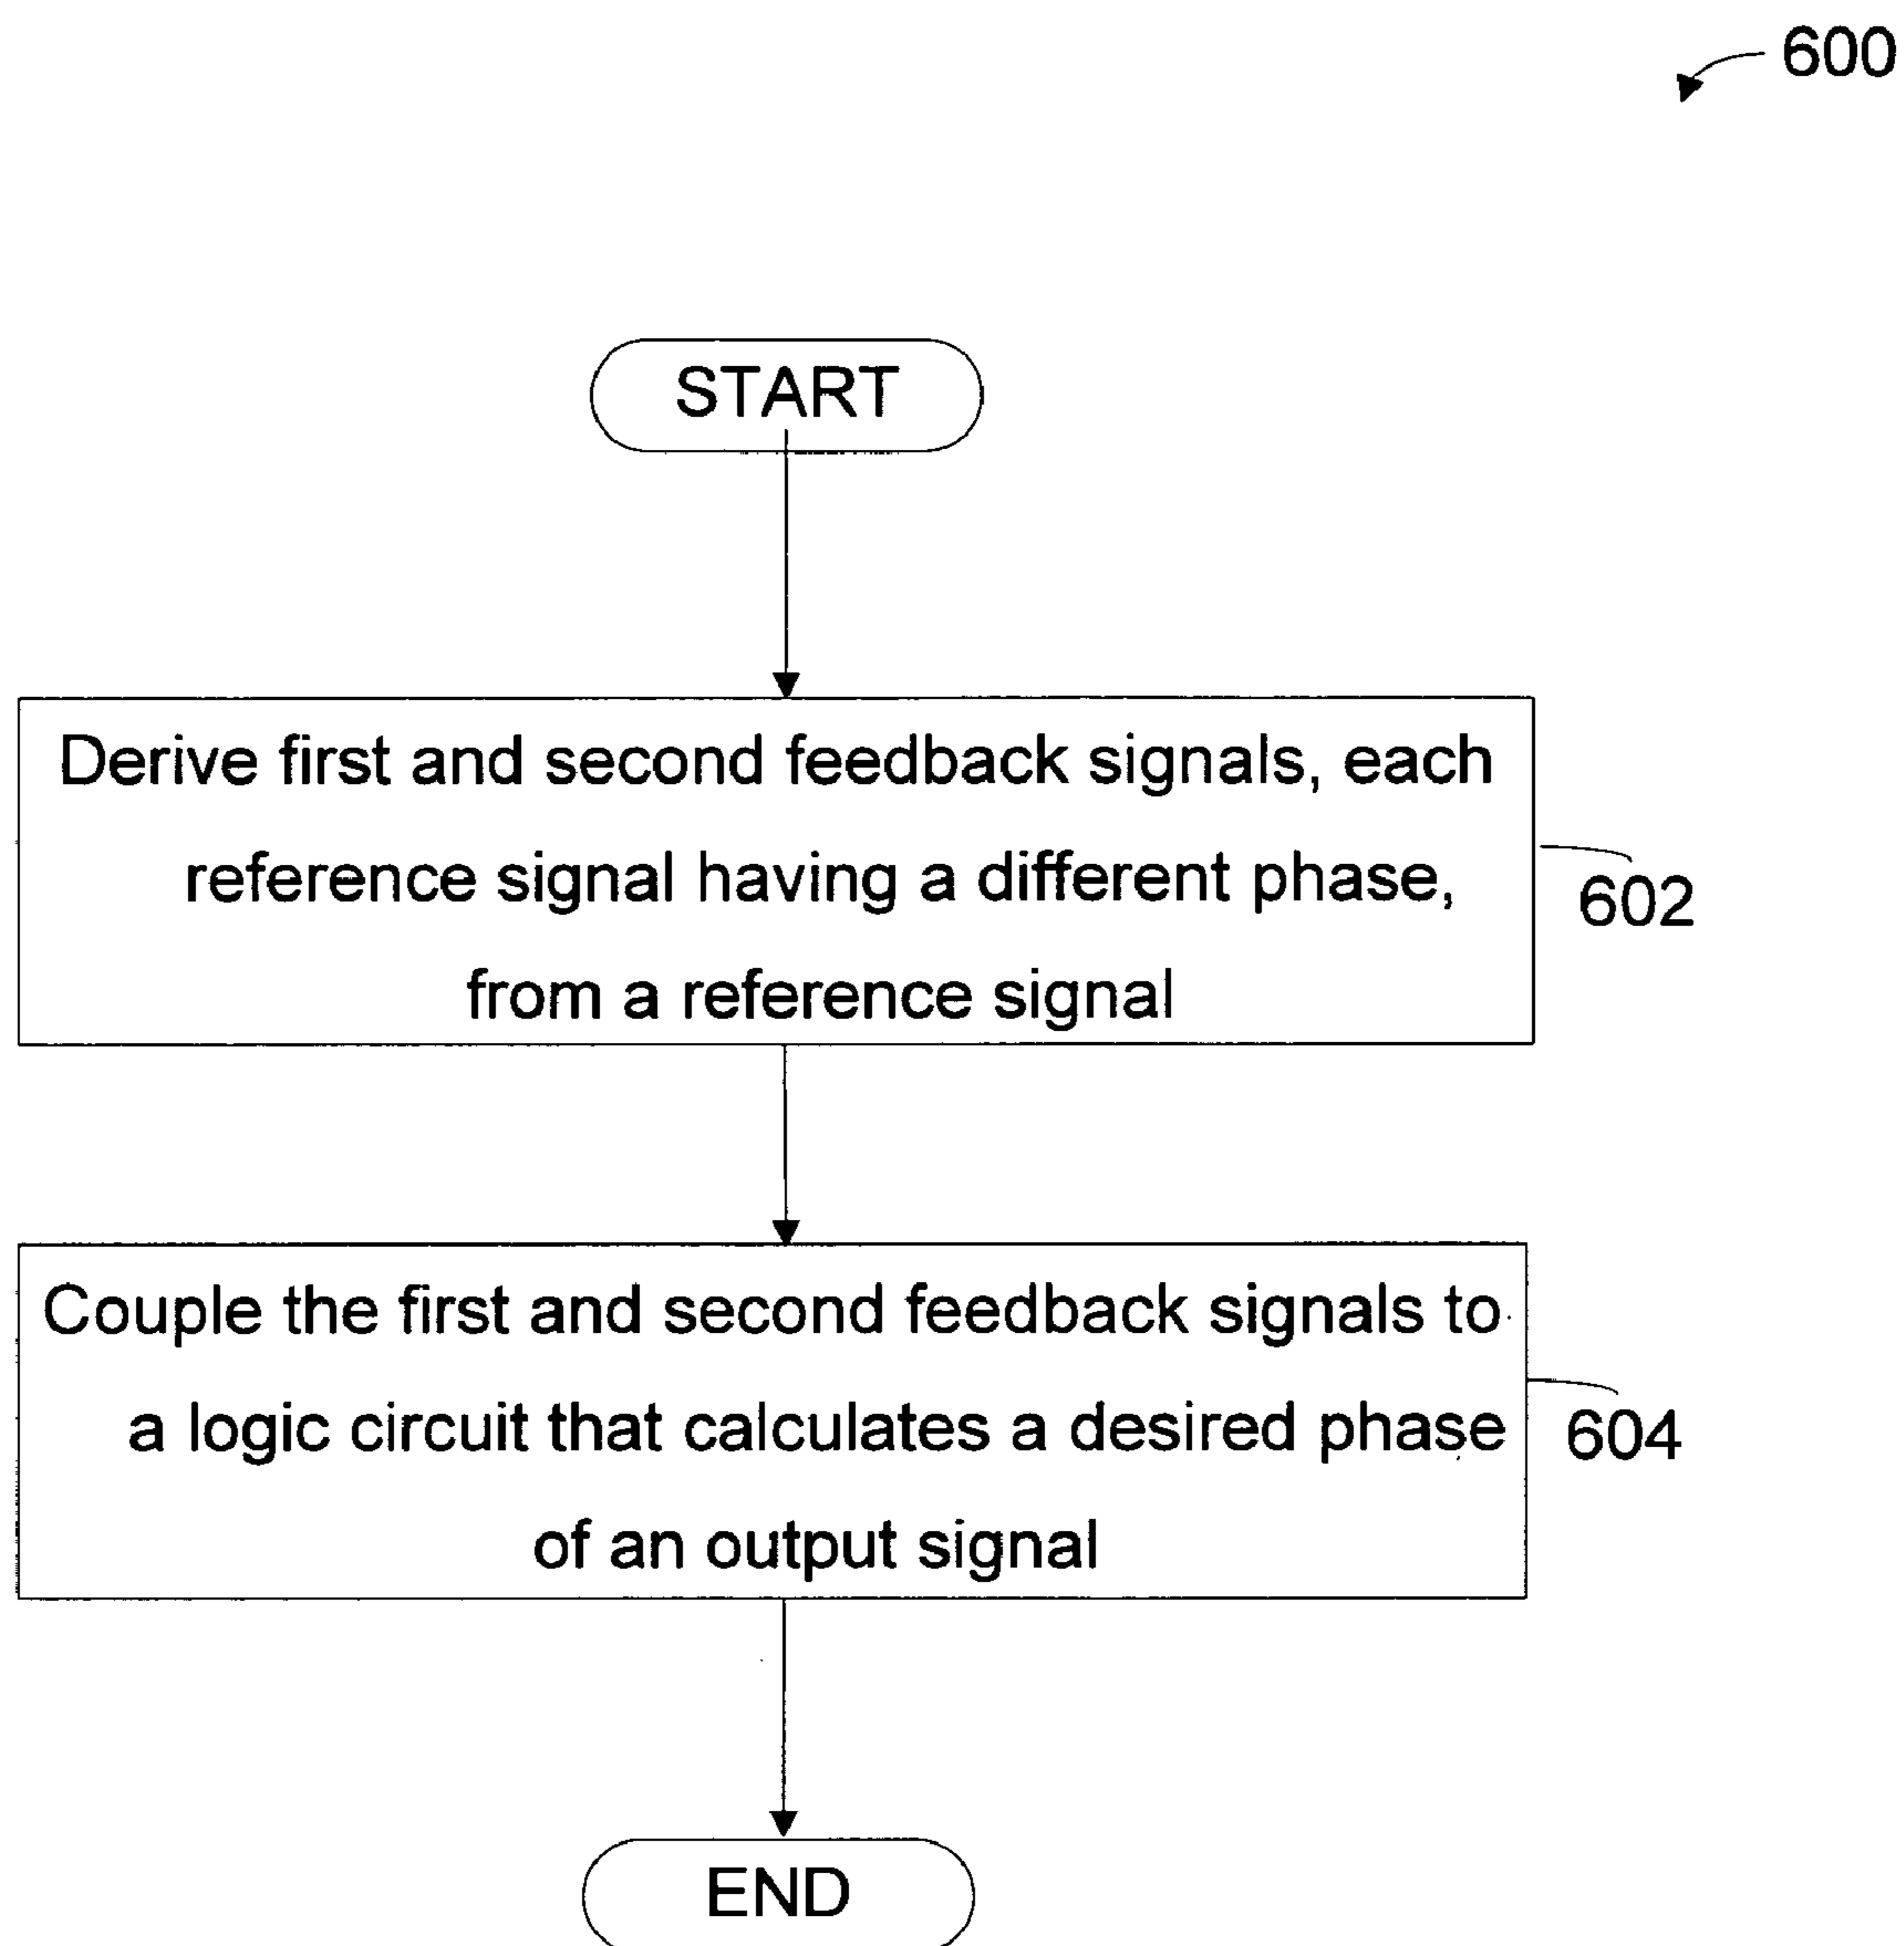 600
START
Derive first and second feedback signals, each
reference signal having a different phase,
from a reference signal
602
Couple the first and second feedback signals to
a logic circuit that calculates a desired phase
of an output signal
604
END